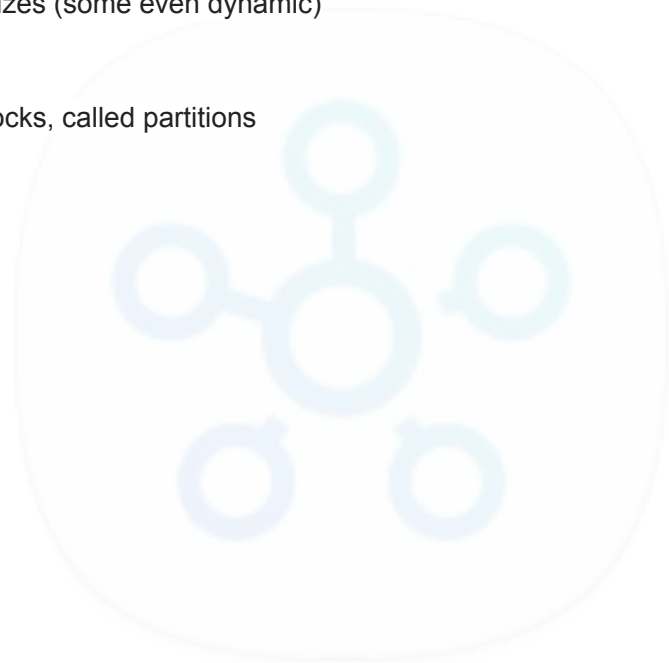 izes (some even dynamic)
ocks, called partitions